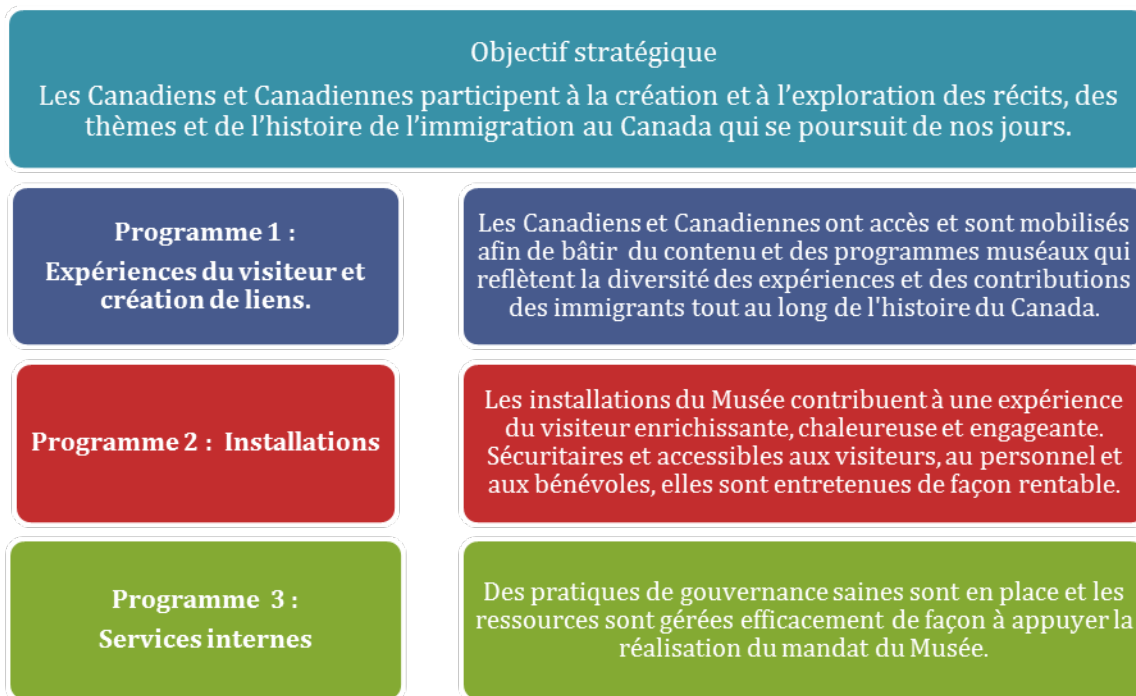 Objectif stratégique
Les Canadiens et Canadiennes participent à la création et à l’exploration des récits, des
thèmes et de l’histoire de l’immigration au Canada qui se poursuit de nos jours.
Programme 1 :
Expériences du visiteur et
création de liens.
Les Canadiens et Canadiennes ont accès et sont mobilisés
afin de bâtir du contenu et des programmes muséaux qui
reflètent la diversité des expériences et des contributions
des immigrants tout au long de l'histoire du Canada.
Programme 2 : Installations
Les installations du Musée contribuent à une expérience
du visiteur enrichissante, chaleureuse et engageante.
Sécuritaires et accessibles aux visiteurs, au personnel et
aux bénévoles, elles sont entretenues de façon rentable.
Programme 3 :
Services internes
Des pratiques de gouvernance saines sont en place et les
ressources sont gérées efficacement de façon à appuyer la
réalisation du mandat du Musée.